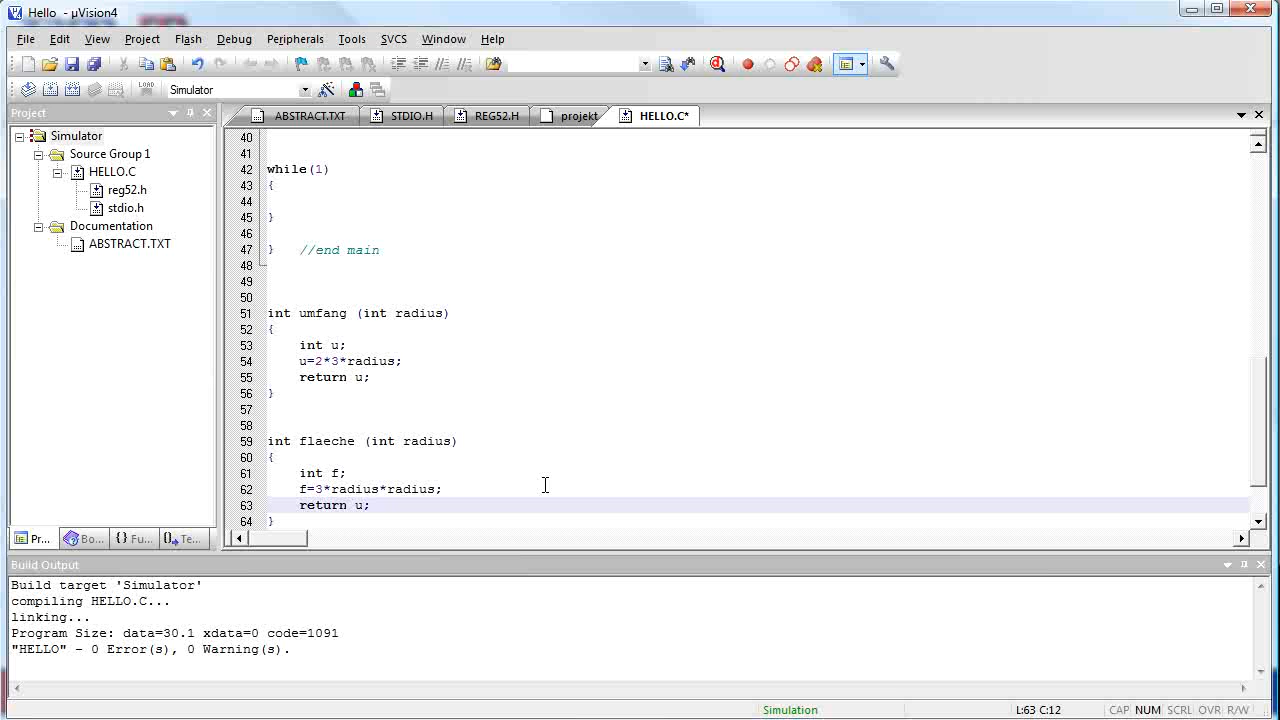 Hello - µVision4
File Edit View Project Flash Debug Peripherals Tools SVCS Window Help
LOAD Simulator
Project
ABSTRACT.TXT STDIO.H REG52.H projekt HELLO.C*
Simulator
Source Group 1
HELLO.C
reg52.h
stdio.h
Documentation
ABSTRACT.TXT
40
41
42 while(1)
43 {
44
45 }
46
47 } //end main
48
49
50
51 int umfang (int radius)
52 {
53 int u;
54 u=2*3*radius;
55 return u;
56 }
57
58
59 int flaeche (int radius)
60 {
61 int f;
62 f=3*radius*radius;
63 return u;
64 }
Pr... Bo... {} Fu... Te...
Build Output
Build target 'Simulator'
compiling HELLO.C...
linking...
Program Size: data=30.1 xdata=0 code=1091
"HELLO" - 0 Error(s), 0 Warning(s).
Simulation L:63 C:12 CAP NUM SCRL OVR R/W